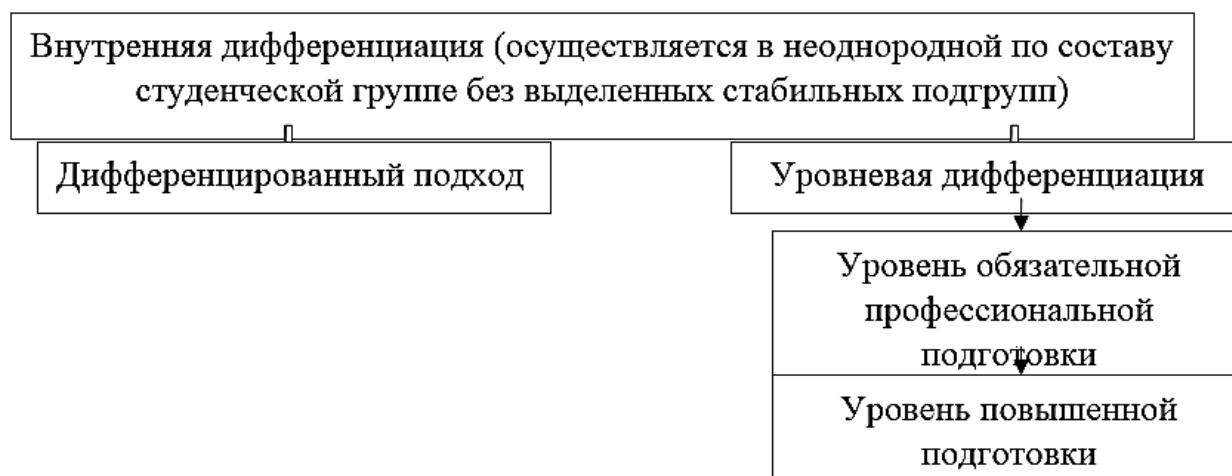 Внутренняя дифференциация (осуществляется в неоднородной по составу
студенческой группе без выделенных стабильных подгрупп)
Дифференцированный подход
Уровневая дифференциация
Уровень обязательной
профессиональной
подготовки
Уровень повышенной
подготовки